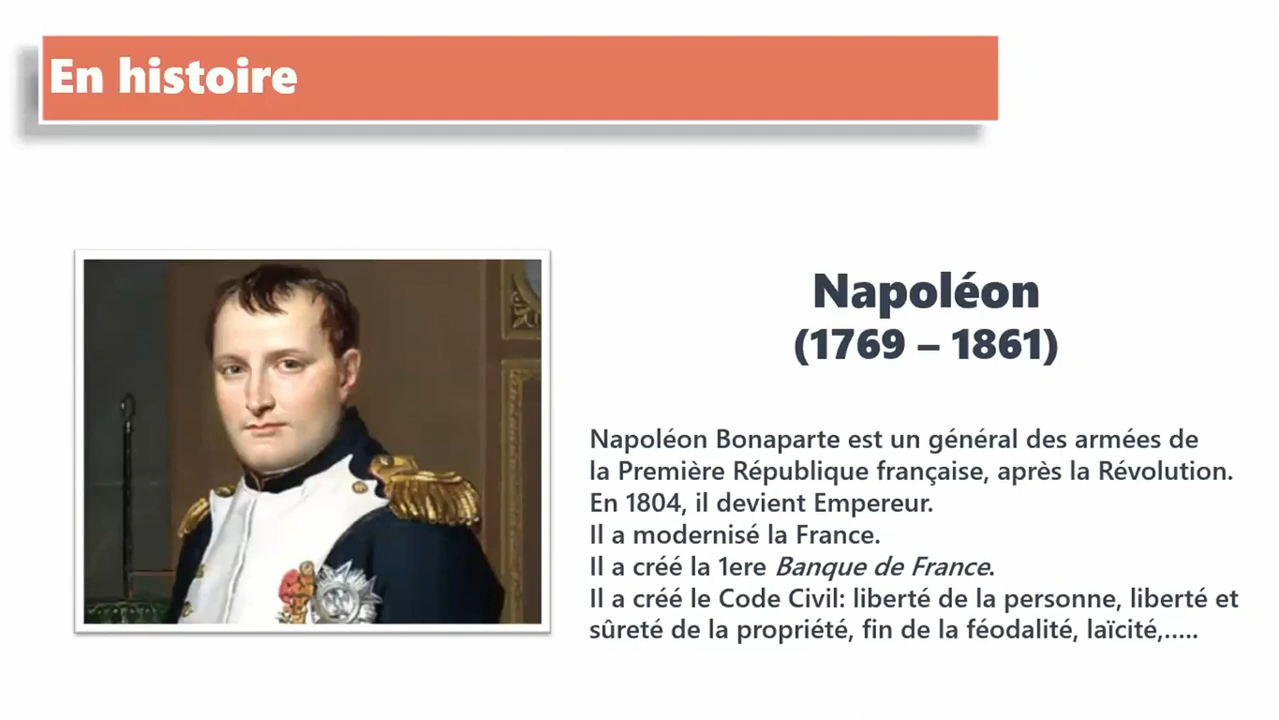 En histoire
Napoléon
(1769 – 1861)
Napoléon Bonaparte est un général des armées de
la Première République française, après la Révolution.
En 1804, il devient Empereur.
Il a modernisé la France.
Il a créé la 1ere Banque de France.
Il a créé le Code Civil: liberté de la personne, liberté et
sûreté de la propriété, fin de la féodalité, laïcité,…..